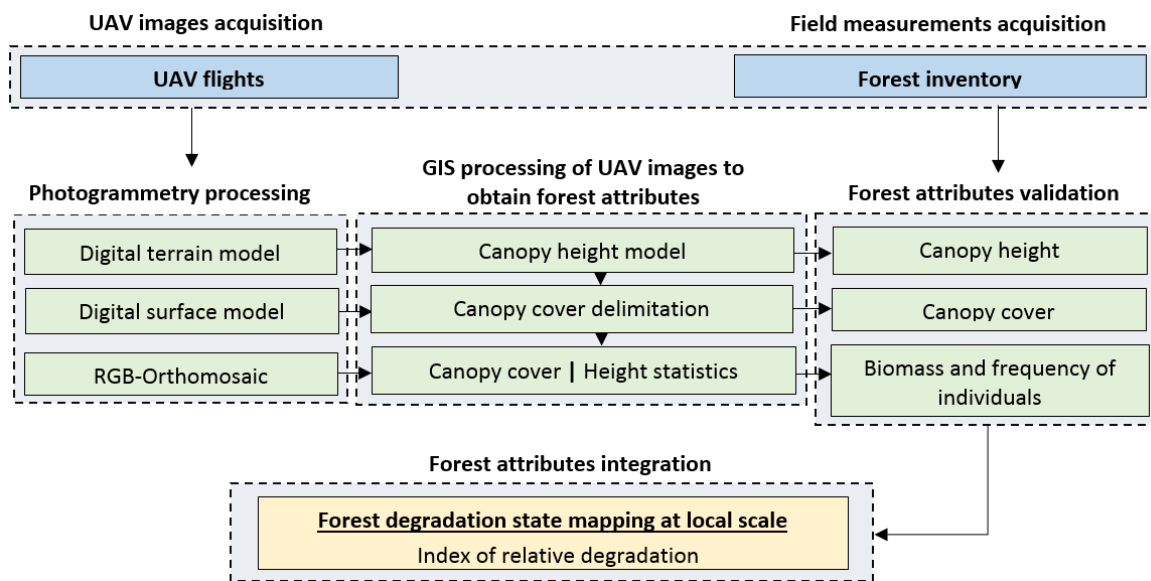 UAV images acquisition
Field measurements acquisition
UAV flights
Forest inventory
GIS processing of UAV images to
obtain forest attributes
Photogrammetry processing
Forest attributes validation
Digital terrain model
Canopy height model
Canopy height
Digital surface model
Canopy cover delimitation
Canopy cover
RGB-Orthomosaic
Canopy cover | Height statistics
Biomass and frequency of
individuals
Forest attributes integration
Forest degradation state mapping at local scale
Index of relative degradation